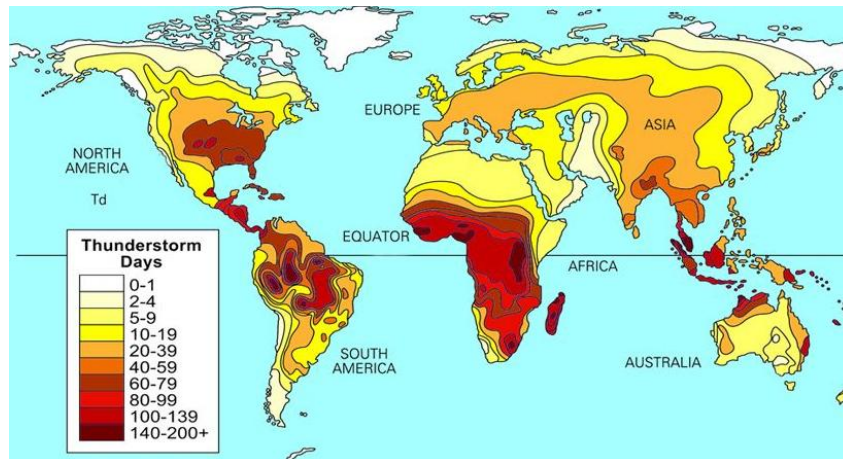 EUROPE
ASIA
NORTH
AMERICA
Td
EQUATOR
AFRICA
SOUTH
AMERICA
AUSTRALIA
Thunderstorm
Days
0-1
2-4
5-9
10-19
20-39
40-59
60-79
80-99
100-139
140-200+